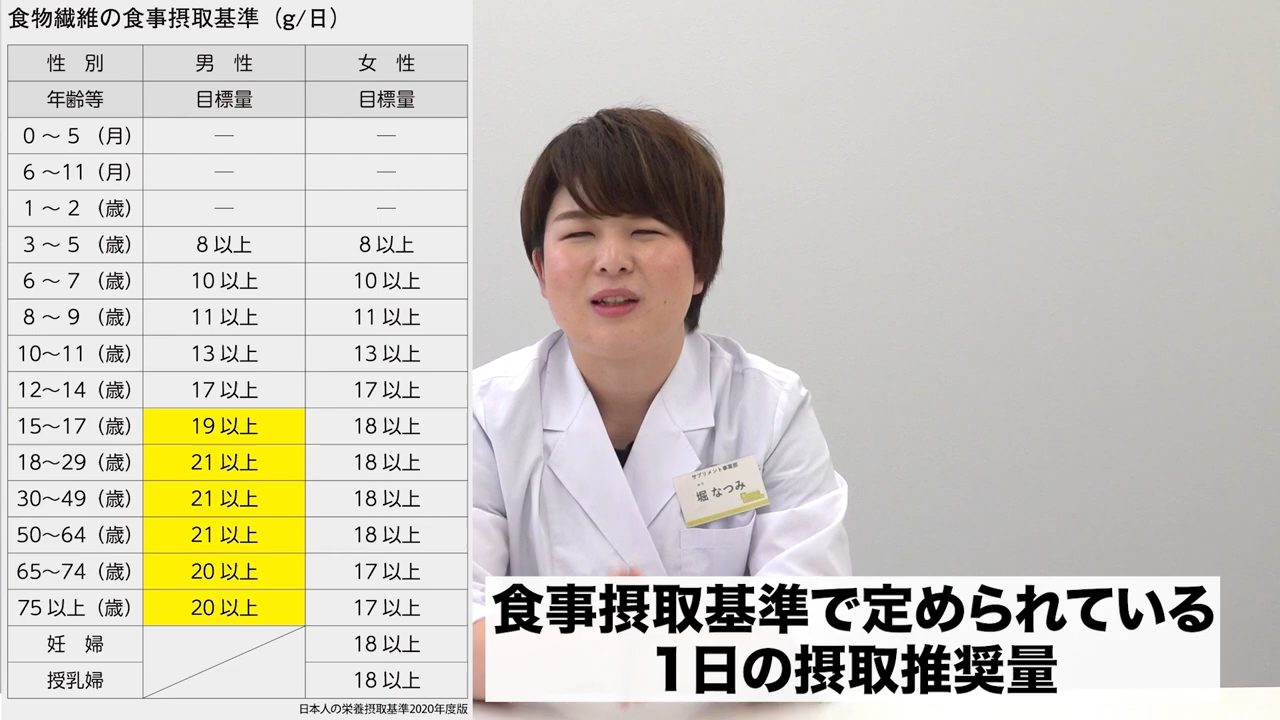 食物繊維の食事摂取基準（g/日）
性 別 男 性 女 性
年齢等 目標量 目標量
0～5（月） — —
6～11（月） — —
1～2（歳） — —
3～5（歳） 8以上 8以上
6～7（歳） 10以上 10以上
8～9（歳） 11以上 11以上
10～11（歳） 13以上 13以上
12～14（歳） 17以上 17以上
15～17（歳） 19以上 18以上
18～29（歳） 21以上 18以上
30～49（歳） 21以上 18以上
50～64（歳） 21以上 18以上
65～74（歳） 20以上 17以上
75以上（歳） 20以上 17以上
妊 婦 18以上
授乳婦 18以上
日本人の栄養摂取基準2020年度版
サプリメント事業部
堀 なつみ
食事摂取基準で定められている
1日の摂取推奨量